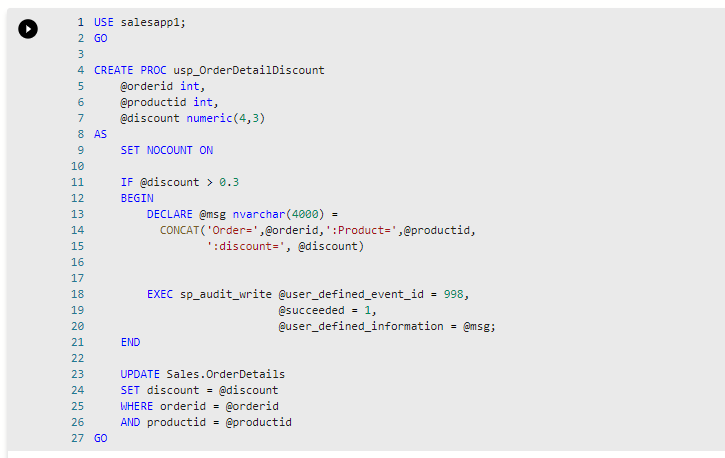 1 USE salesapp1;
2 GO
3
4 CREATE PROC usp_OrderDetailDiscount
5 @orderid int,
6 @productid int,
7 @discount numeric(4,3)
8 AS
9 SET NOCOUNT ON
10
11 IF @discount > 0.3
12 BEGIN
13 DECLARE @msg nvarchar(4000) =
14 CONCAT('Order=',@orderid,':Product=',@productid,
15 ':discount=', @discount)
16
17
18 EXEC sp_audit_write @user_defined_event_id = 998,
19 @succeeded = 1,
20 @user_defined_information = @msg;
21 END
22
23 UPDATE Sales.OrderDetails
24 SET discount = @discount
25 WHERE orderid = @orderid
26 AND productid = @productid
27 GO